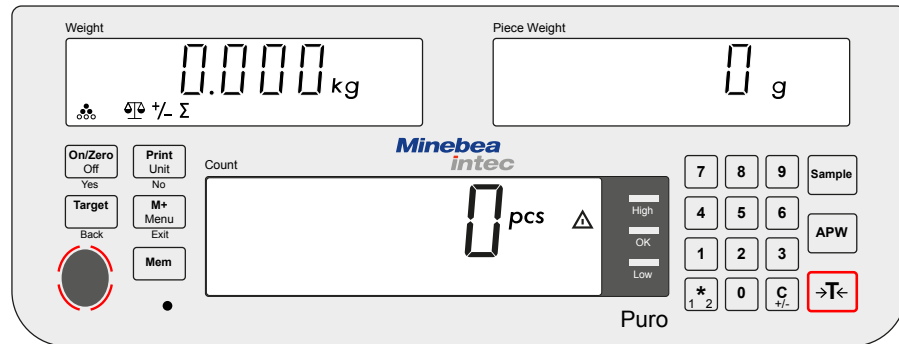 Weight
0.000 kg
+/- Σ
Piece Weight
0 g
Minebea
intec
On/Zero
Off
Yes
Print
Unit
No
Target
Back
M+
Menu
Exit
Mem
Count
0 pcs
High
OK
Low
7 8 9 Sample
4 5 6 APW
1 2 3
* 1 2 0 C +/- →T←
Puro